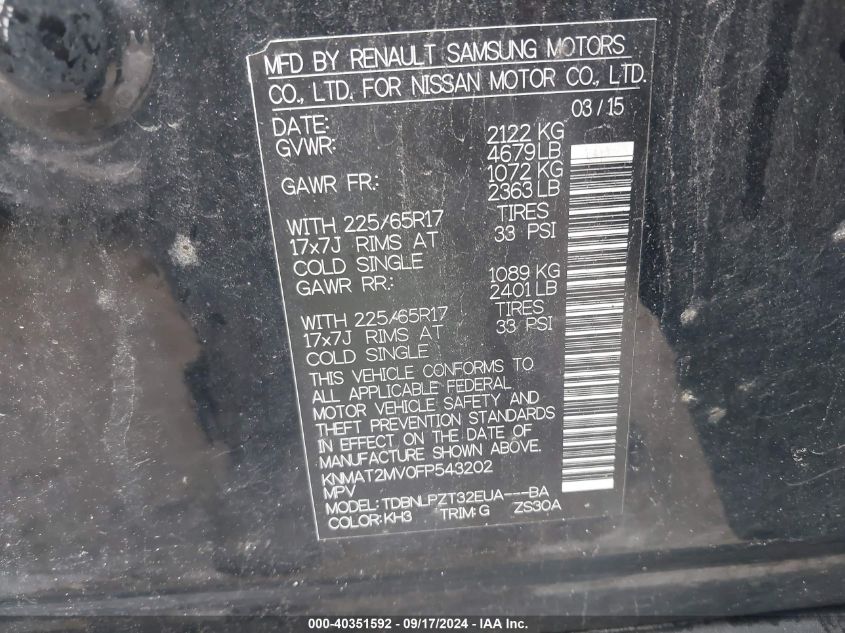 MFD BY RENAULT SAMSUNG MOTORS
CO., LTD. FOR NISSAN MOTOR CO., LTD.
DATE: 03 / 15
GVWR: 2122 KG
4679 LB
GAWR FR.: 1072 KG
2363 LB
WITH 225/65R17 TIRES
17x7J RIMS AT 33 PSI
COLD SINGLE
GAWR RR.: 1089 KG
2401 LB
WITH 225/65R17 TIRES
17x7J RIMS AT 33 PSI
COLD SINGLE
THIS VEHICLE CONFORMS TO
ALL APPLICABLE FEDERAL
MOTOR VEHICLE SAFETY AND
THEFT PREVENTION STANDARDS
IN EFFECT ON THE DATE OF
MANUFACTURE SHOWN ABOVE.
KNMAT2MV0FP543202
MPV
MODEL: TDBNLPZT32EUA---BA
COLOR: KH3 TRIM: G ZS30A
000-40351592 - 09/17/2024 - IAA Inc.